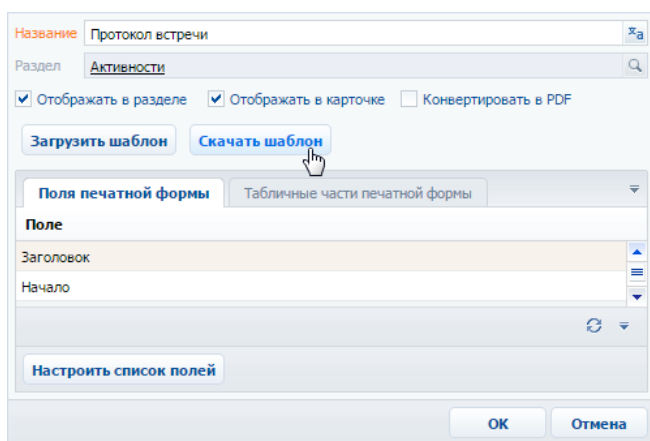 Название Протокол встречи
Раздел Активности
Отображать в разделе Отображать в карточке Конвертировать в PDF
Загрузить шаблон Скачать шаблон
Поля печатной формы Табличные части печатной формы
Поле
Заголовок
Начало
Настроить список полей
ОК Отмена